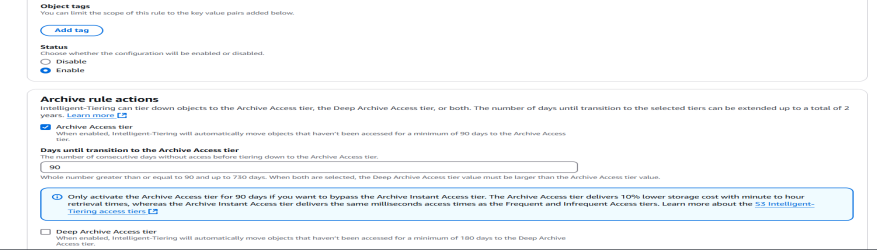 Object tags
You can limit the scope of this rule to the key value pairs added below.
Add tag
Status
Choose whether the configuration will be enabled or disabled.
Disable
Enable
Archive rule actions
Intelligent-Tiering can tier down objects to the Archive Access tier, the Deep Archive Access tier, or both. The number of days until transition to the selected tiers can be extended up to a total of 2
years. Learn more
Archive Access tier
When enabled, Intelligent-Tiering will automatically move objects that haven't been accessed for a minimum of 90 days to the Archive Access
tier.
Days until transition to the Archive Access tier
The number of consecutive days without access before tiering down to the Archive Access tier.
90
Whole number greater than or equal to 90 and up to 730 days. When both are selected, the Deep Archive Access tier value must be larger than the Archive Access tier value.
Only activate the Archive Access tier for 90 days if you want to bypass the Archive Instant Access tier. The Archive Access tier delivers 10% lower storage cost with minute to hour
retrieval times, whereas the Archive Instant Access tier delivers the same milliseconds access times as the Frequent and Infrequent Access tiers. Learn more about the S3 Intelligent-
Tiering access tiers
Deep Archive Access tier
When enabled, Intelligent-Tiering will automatically move objects that haven't been accessed for a minimum of 180 days to the Deep Archive
Access tier.